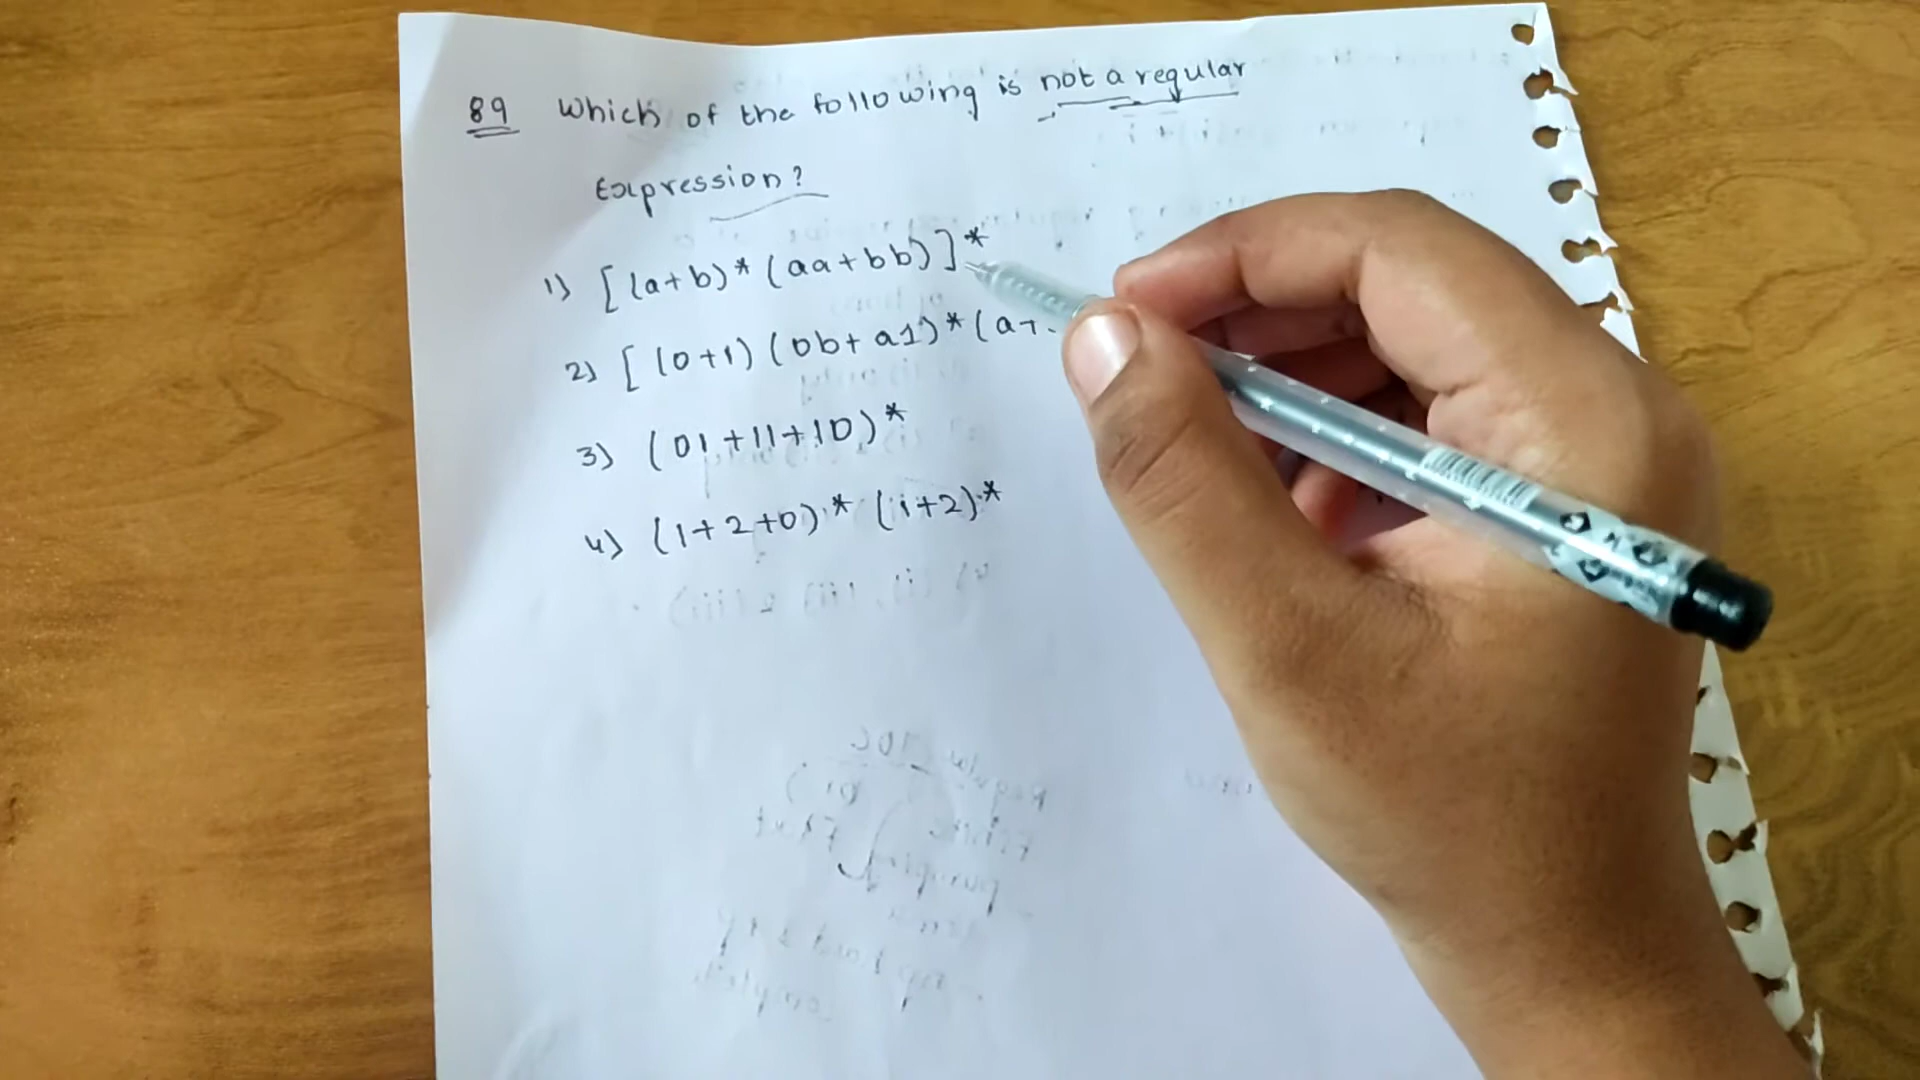 89 Which of the following is not a regular
Expression?
1) [(a+b)*(aa+bb)]*
2) [(0+1)(0b+a1)*(a+
3) (01+11+10)*
4) (1+2+0)* (1+2)*